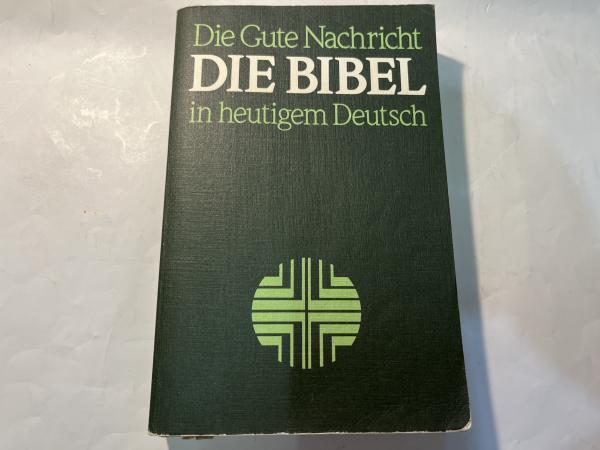 Die Gute Nachricht
DIE BIBEL
in heutigem Deutsch